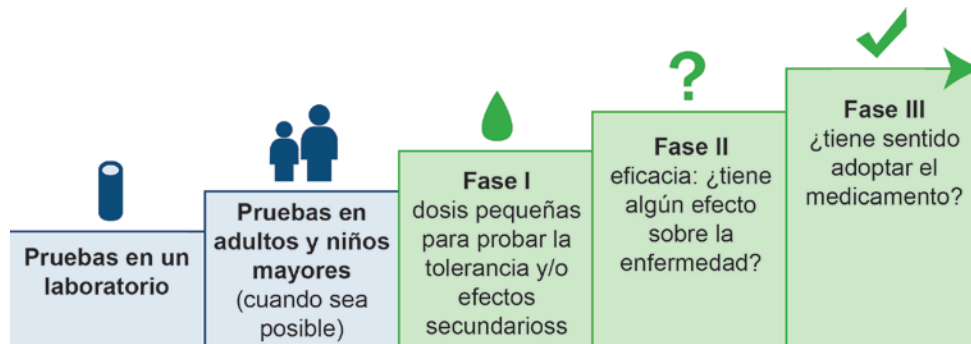 Pruebas en un
laboratorio
Pruebas en
adultos y niños
mayores
(cuando sea
posible)
Fase I
dosis pequeñas
para probar la
tolerancia y/o
efectos
secundarioss
?
Fase II
eficacia: ¿tiene
algún efecto
sobre la
enfermedad?
Fase III
¿tiene sentido
adoptar el
medicamento?